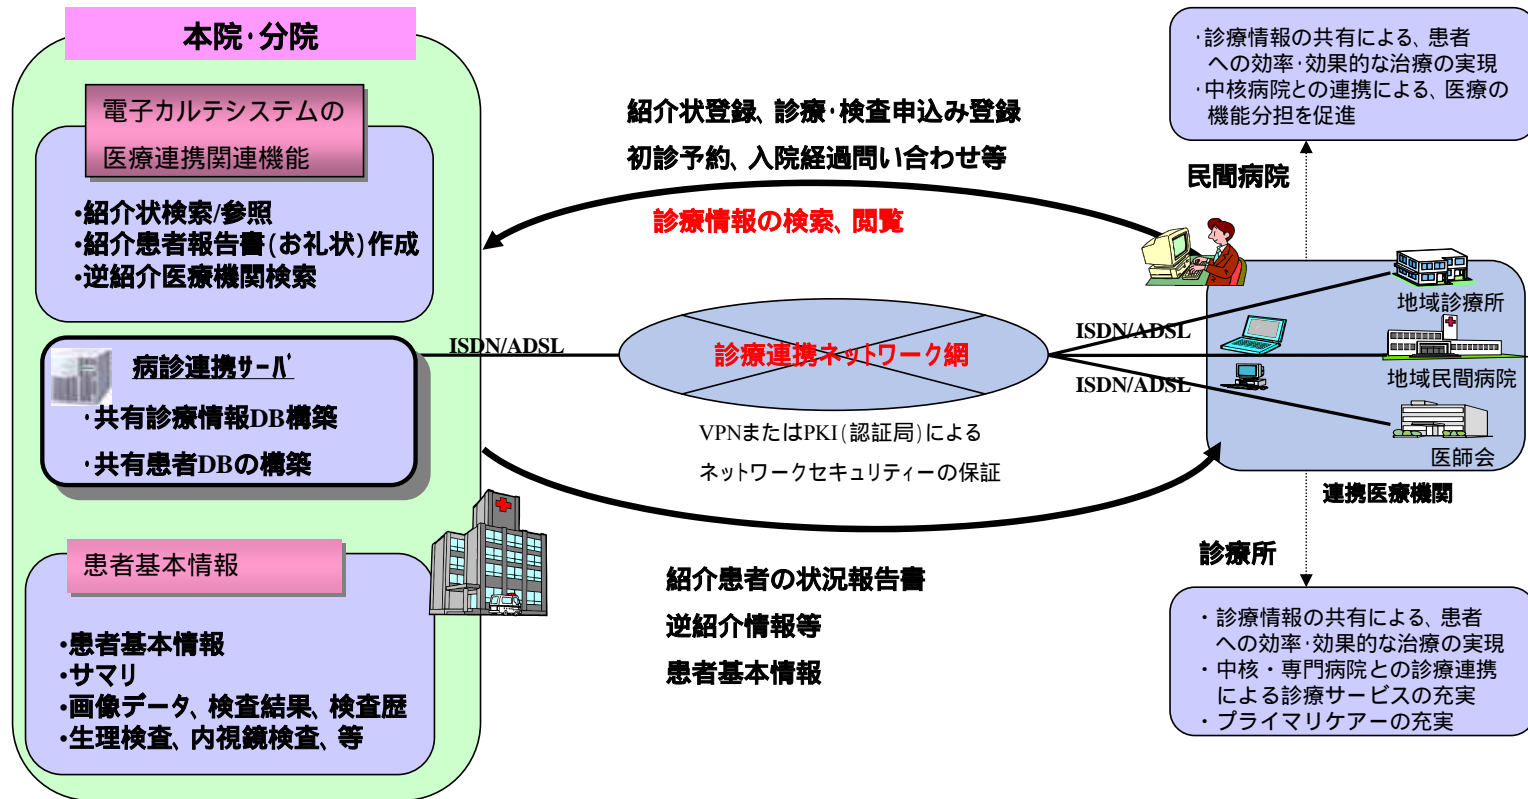 本院･分院
電子カルテシステムの
医療連携関連機能
･紹介状検索/参照
･紹介患者報告書(お礼状)作成
･逆紹介医療機関検索
病診連携ｻｰﾊﾞ
･共有診療情報DB構築
･共有患者DBの構築
患者基本情報
･患者基本情報
･サマリ
･画像データ、検査結果、検査歴
･生理検査、内視鏡検査、等
紹介状登録、診療･検査申込み登録
初診予約、入院経過問い合わせ等
診療情報の検索、閲覧
ISDN/ADSL
診療連携ネットワーク網
ISDN/ADSL
ISDN/ADSL
VPNまたはPKI(認証局)による
ネットワークセキュリティーの保証
紹介患者の状況報告書
逆紹介情報等
患者基本情報
･診療情報の共有による、患者
への効率･効果的な治療の実現
･中核病院との連携による、医療の
機能分担を促進
民間病院
地域診療所
地域民間病院
医師会
連携医療機関
診療所
・診療情報の共有による、患者
への効率･効果的な治療の実現
・中核・専門病院との診療連携
による診療サービスの充実
・プライマリケアーの充実